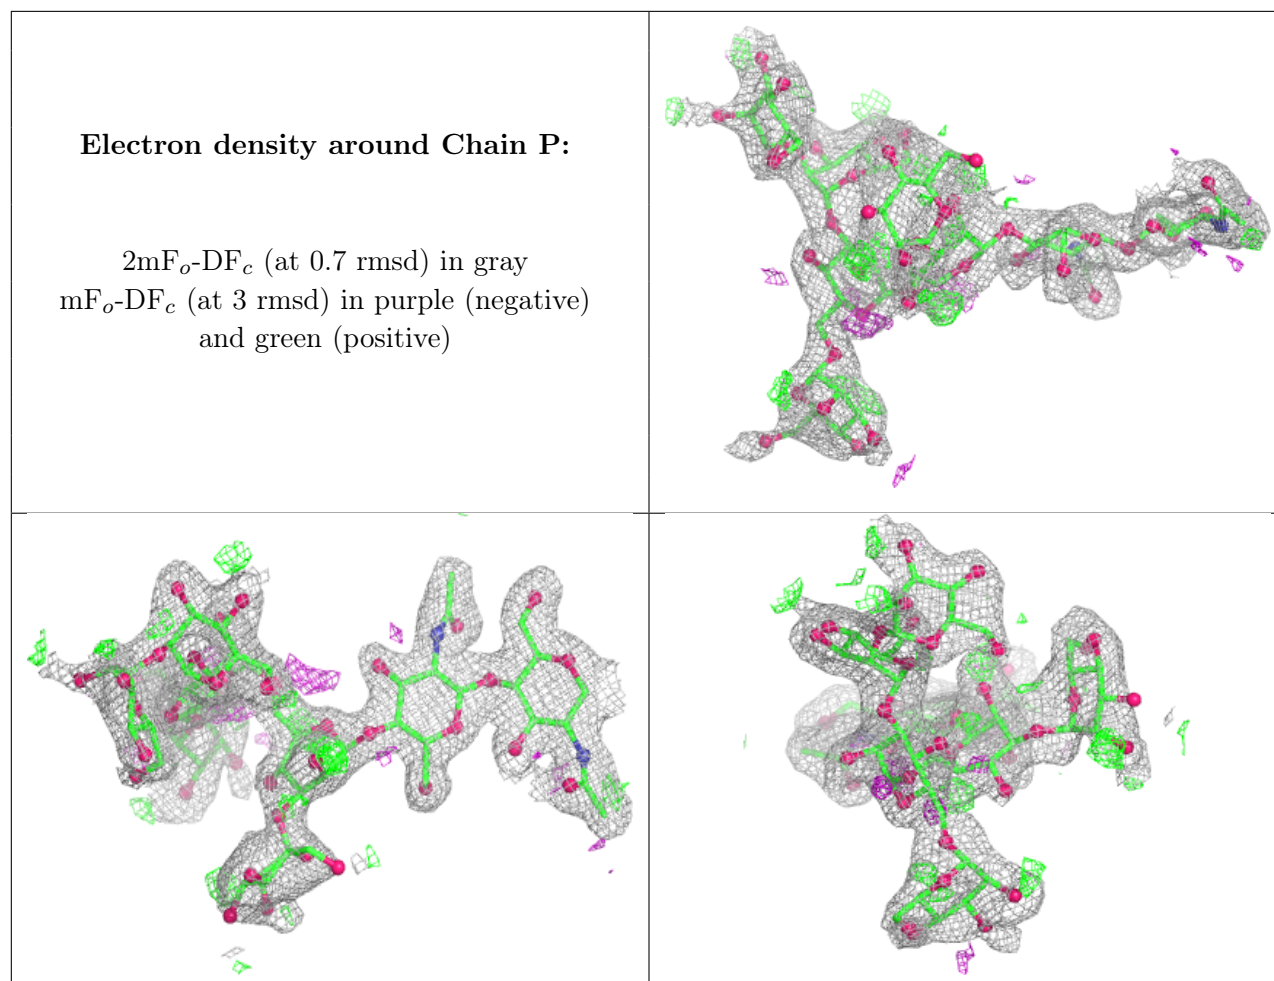 Electron density around Chain P:
2mFₒ-DF𝒸 (at 0.7 rmsd) in gray
mFₒ-DF𝒸 (at 3 rmsd) in purple (negative)
and green (positive)